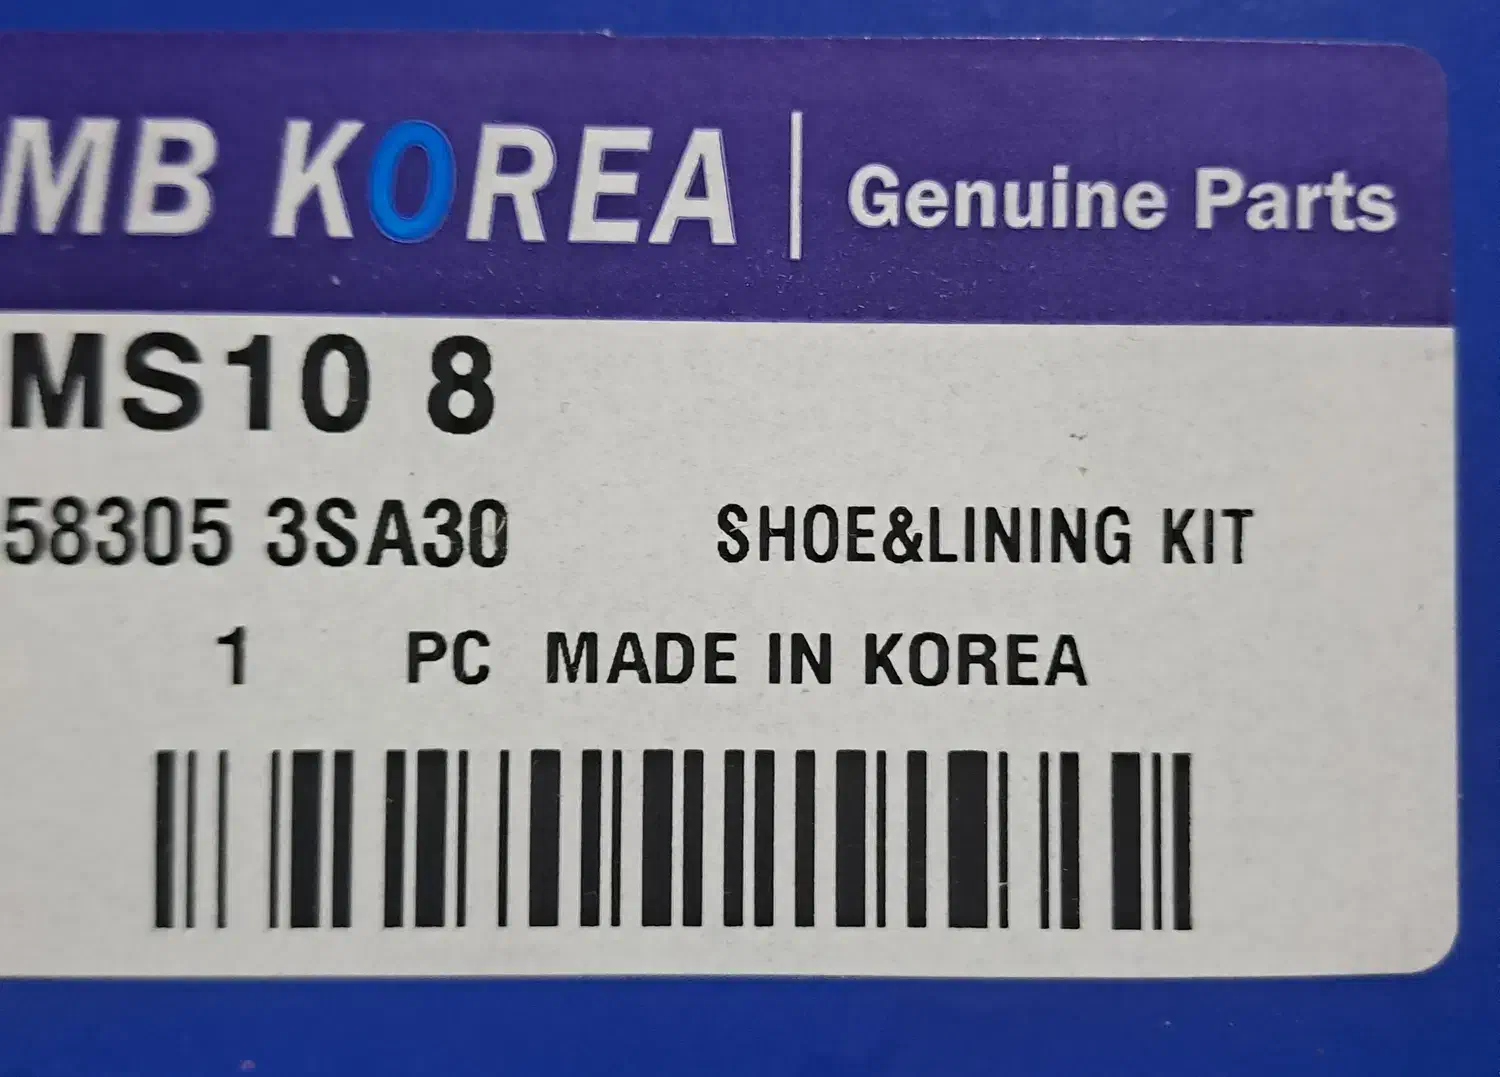 MB KOREA | Genuine Parts
MS10 8
58305 3SA30 SHOE&LINING KIT
1 PC MADE IN KOREA